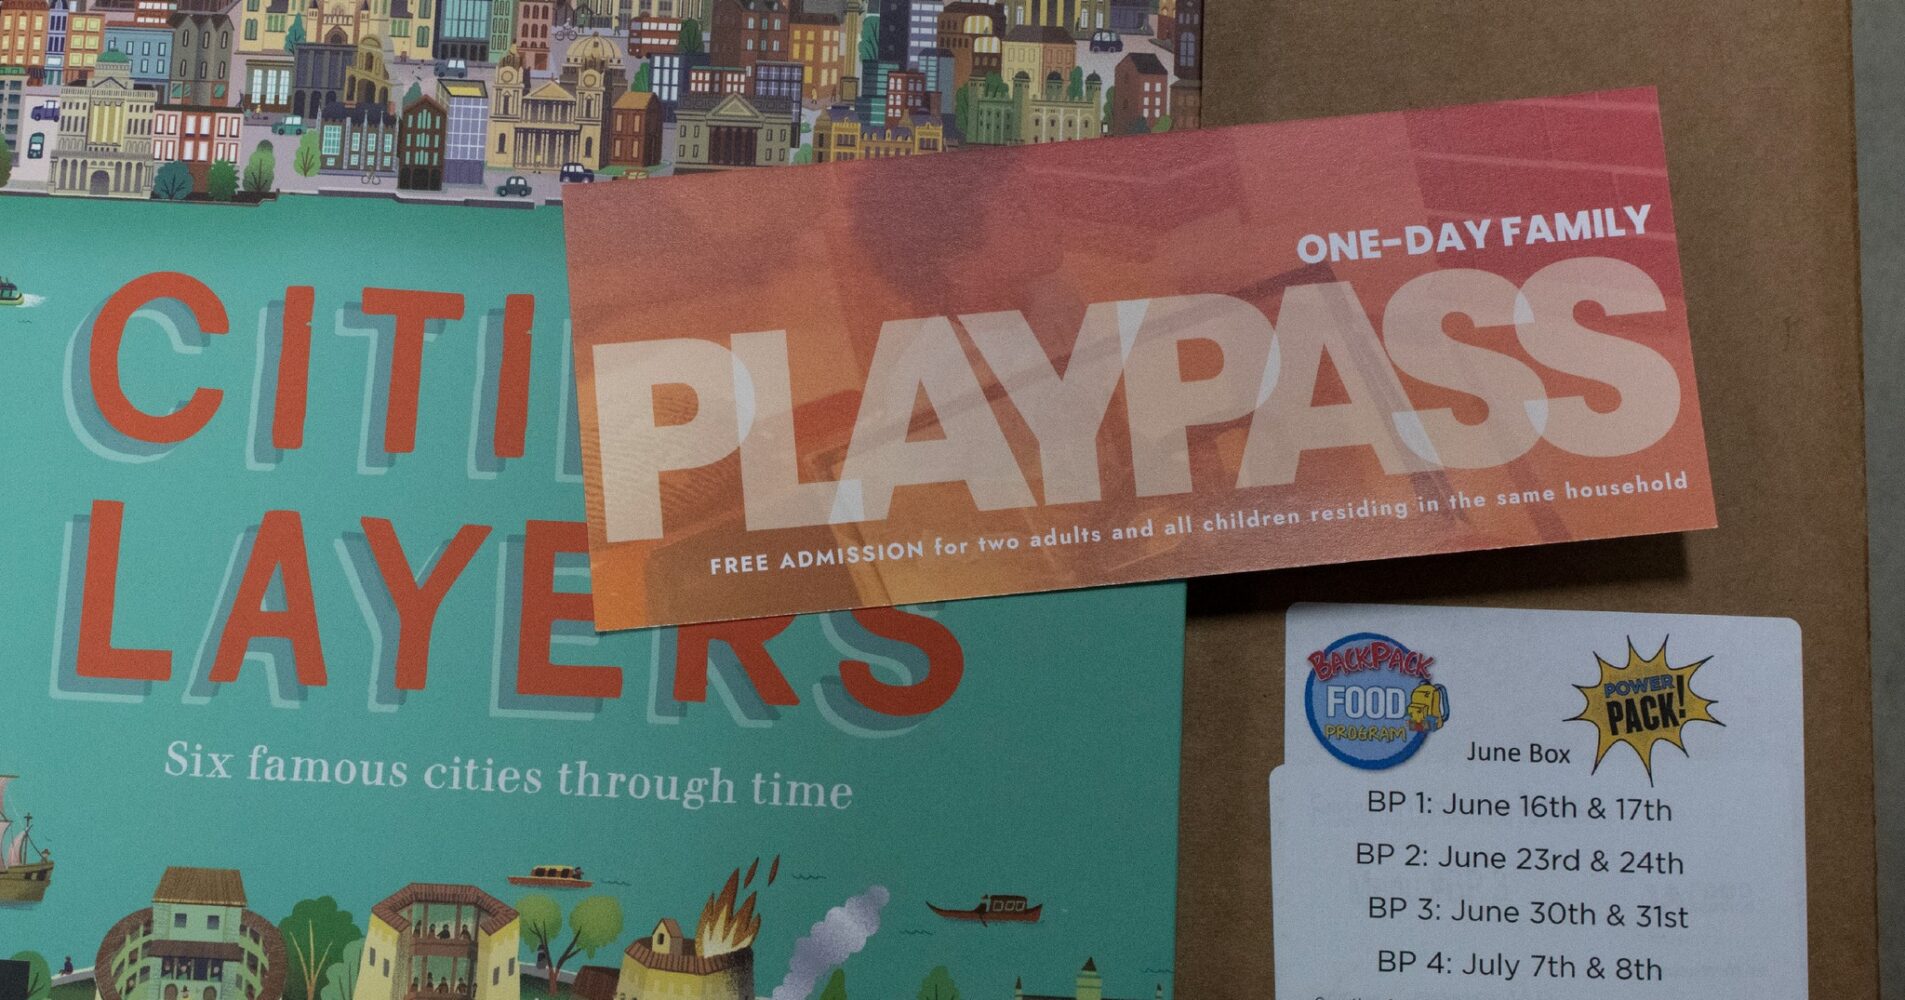 ONE-DAY FAMILY
PLAYPASS
FREE ADMISSION for two adults and all children residing in the same household
CITI
LAYERS
Six famous cities through time
BACKPACK
FOOD
PROGRAM
POWER
PACK!
June Box
BP 1: June 16th & 17th
BP 2: June 23rd & 24th
BP 3: June 30th & 31st
BP 4: July 7th & 8th